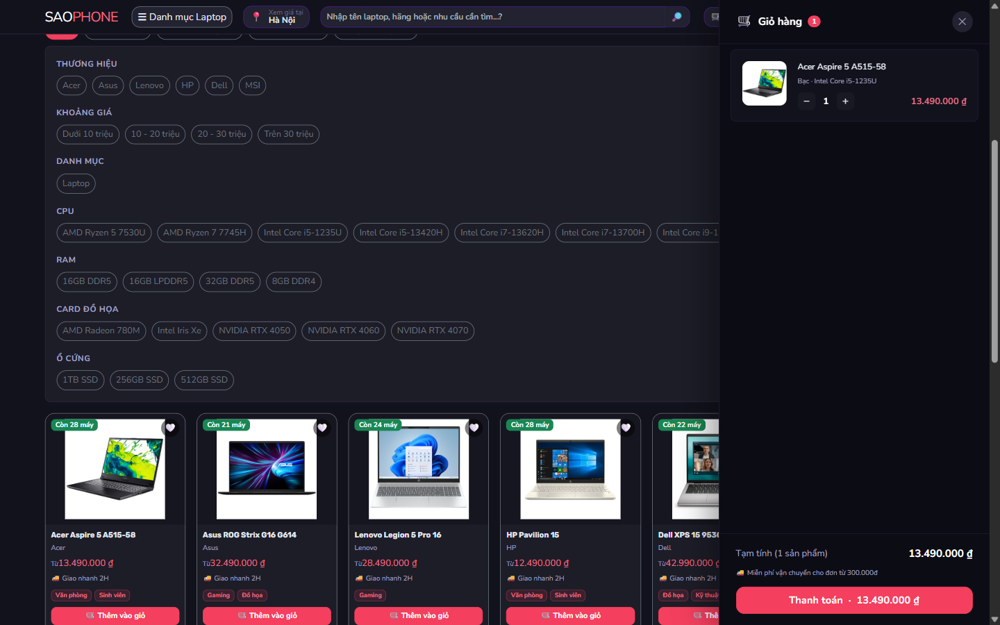 SAOPHONE
☰ Danh mục Laptop
Xem giá tại
Hà Nội
Nhập tên laptop, hãng hoặc nhu cầu cần tìm...?
THƯƠNG HIỆU
Acer Asus Lenovo HP Dell MSI
KHOẢNG GIÁ
Dưới 10 triệu 10 - 20 triệu 20 - 30 triệu Trên 30 triệu
DANH MỤC
Laptop
CPU
AMD Ryzen 5 7530U AMD Ryzen 7 7745H Intel Core i5-1235U Intel Core i5-13420H Intel Core i7-13620H Intel Core i7-13700H Intel Core i9-1
RAM
16GB DDR5 16GB LPDDR5 32GB DDR5 8GB DDR4
CARD ĐỒ HỌA
AMD Radeon 780M Intel Iris Xe NVIDIA RTX 4050 NVIDIA RTX 4060 NVIDIA RTX 4070
Ổ CỨNG
1TB SSD 256GB SSD 512GB SSD
Còn 28 máy
Acer Aspire 5 A515-58
Acer
Từ 13.490.000 ₫
Giao nhanh 2H
Văn phòng Sinh viên
Thêm vào giỏ
Còn 21 máy
ASUS
Asus ROG Strix G16 G614
Asus
Từ 32.490.000 ₫
Giao nhanh 2H
Gaming Đồ họa
Thêm vào giỏ
Còn 24 máy
Lenovo Legion 5 Pro 16
Lenovo
Từ 28.490.000 ₫
Giao nhanh 2H
Gaming
Thêm vào giỏ
Còn 28 máy
HP Pavilion 15
HP
Từ 12.490.000 ₫
Giao nhanh 2H
Văn phòng Sinh viên
Thêm vào giỏ
Còn 22 máy
Dell XPS 15 953
Dell
Từ 42.990.000 ₫
Giao nhanh 2H
Đồ họa Kỹ thuậ
Thê
Giỏ hàng 1
Acer Aspire 5 A515-58
Bạc · Intel Core i5-1235U
− 1 + 13.490.000 ₫
Tạm tính (1 sản phẩm) 13.490.000 ₫
Miễn phí vận chuyển cho đơn từ 300.000đ
Thanh toán · 13.490.000 ₫